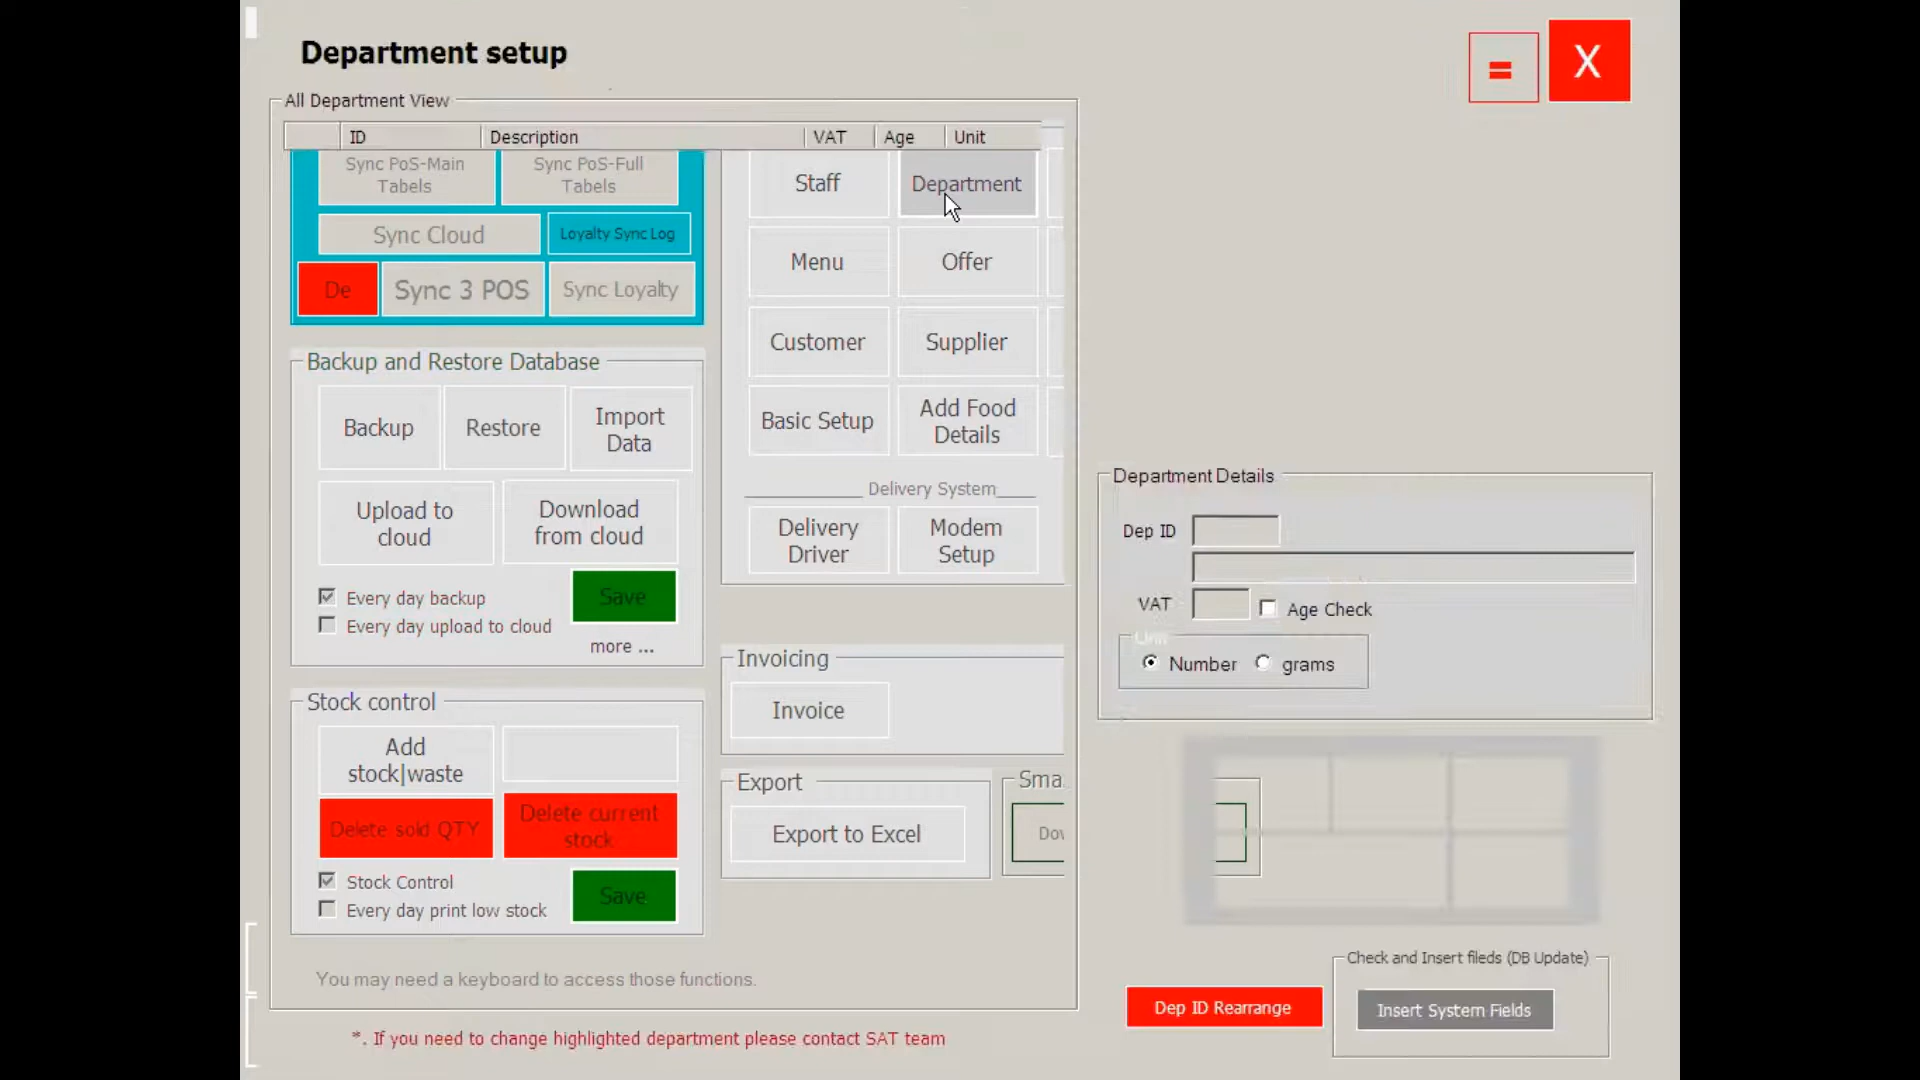 Department setup
=
X
All Department View
ID Description VAT Age Unit
Sync PoS-Main
Tabels
Sync PoS-Full
Tabels
Sync Cloud
Loyalty Sync Log
De
Sync 3 POS
Sync Loyalty
Staff
Department
Menu
Offer
Customer
Supplier
Basic Setup
Add Food
Details
Delivery System
Delivery
Driver
Modem
Setup
Backup and Restore Database
Backup
Restore
Import
Data
Upload to
cloud
Download
from cloud
Every day backup
Every day upload to cloud
Save
more ...
Invoicing
Invoice
Stock control
Add
stock|waste
Delete sold QTY
Delete current
stock
Stock Control
Every day print low stock
Save
Export
Export to Excel
Sma
Dov
You may need a keyboard to access those functions.
*. If you need to change highlighted department please contact SAT team
Department Details
Dep ID
VAT
Age Check
Unit
Number
grams
Dep ID Rearrange
Check and Insert fileds (DB Update)
Insert System Fields